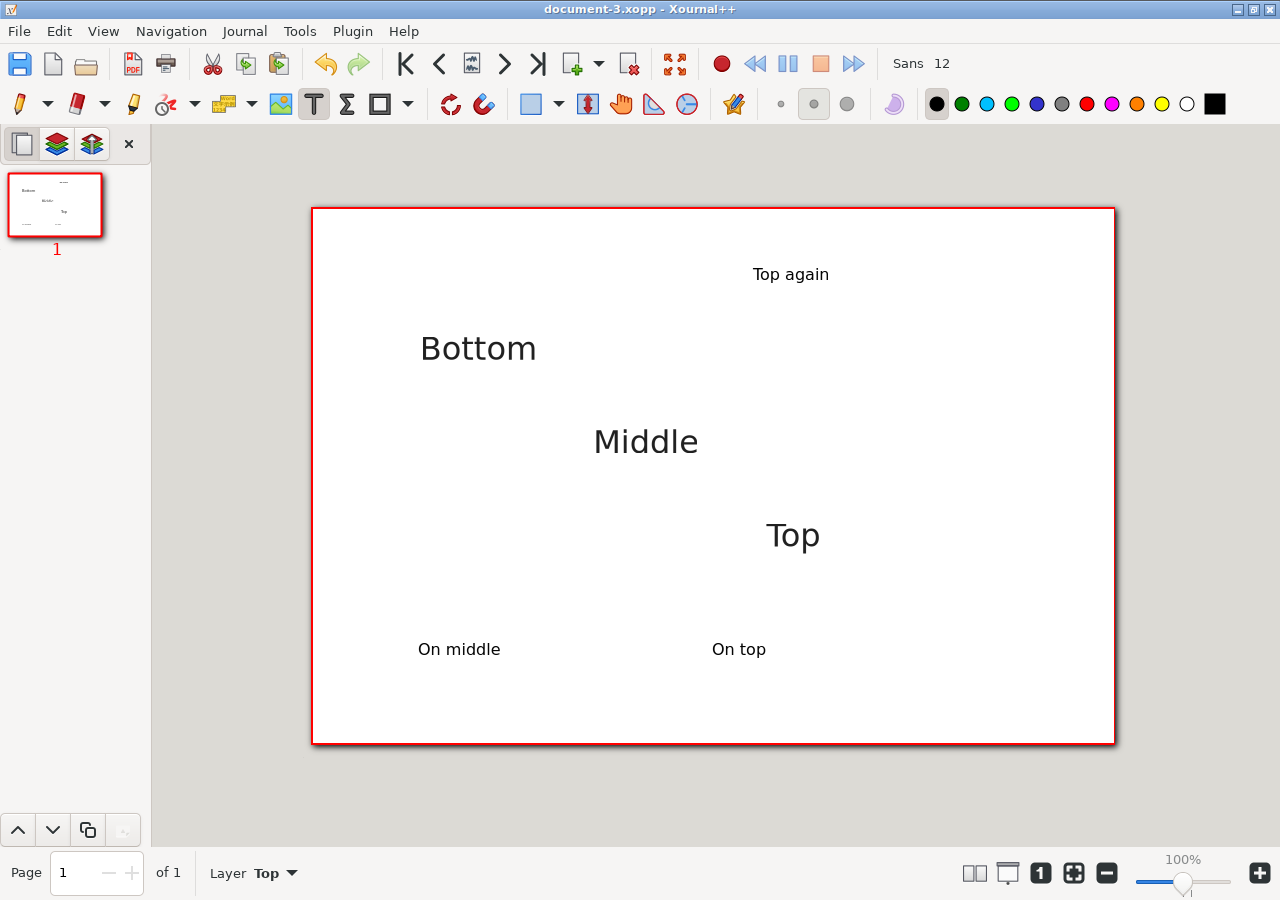 document-3.xopp - Xournal++
File Edit View Navigation Journal Tools Plugin Help
Sans 12
Top again
Bottom
Middle
Top
On middle On top
1
Page 1 of 1 Layer Top 1 100%